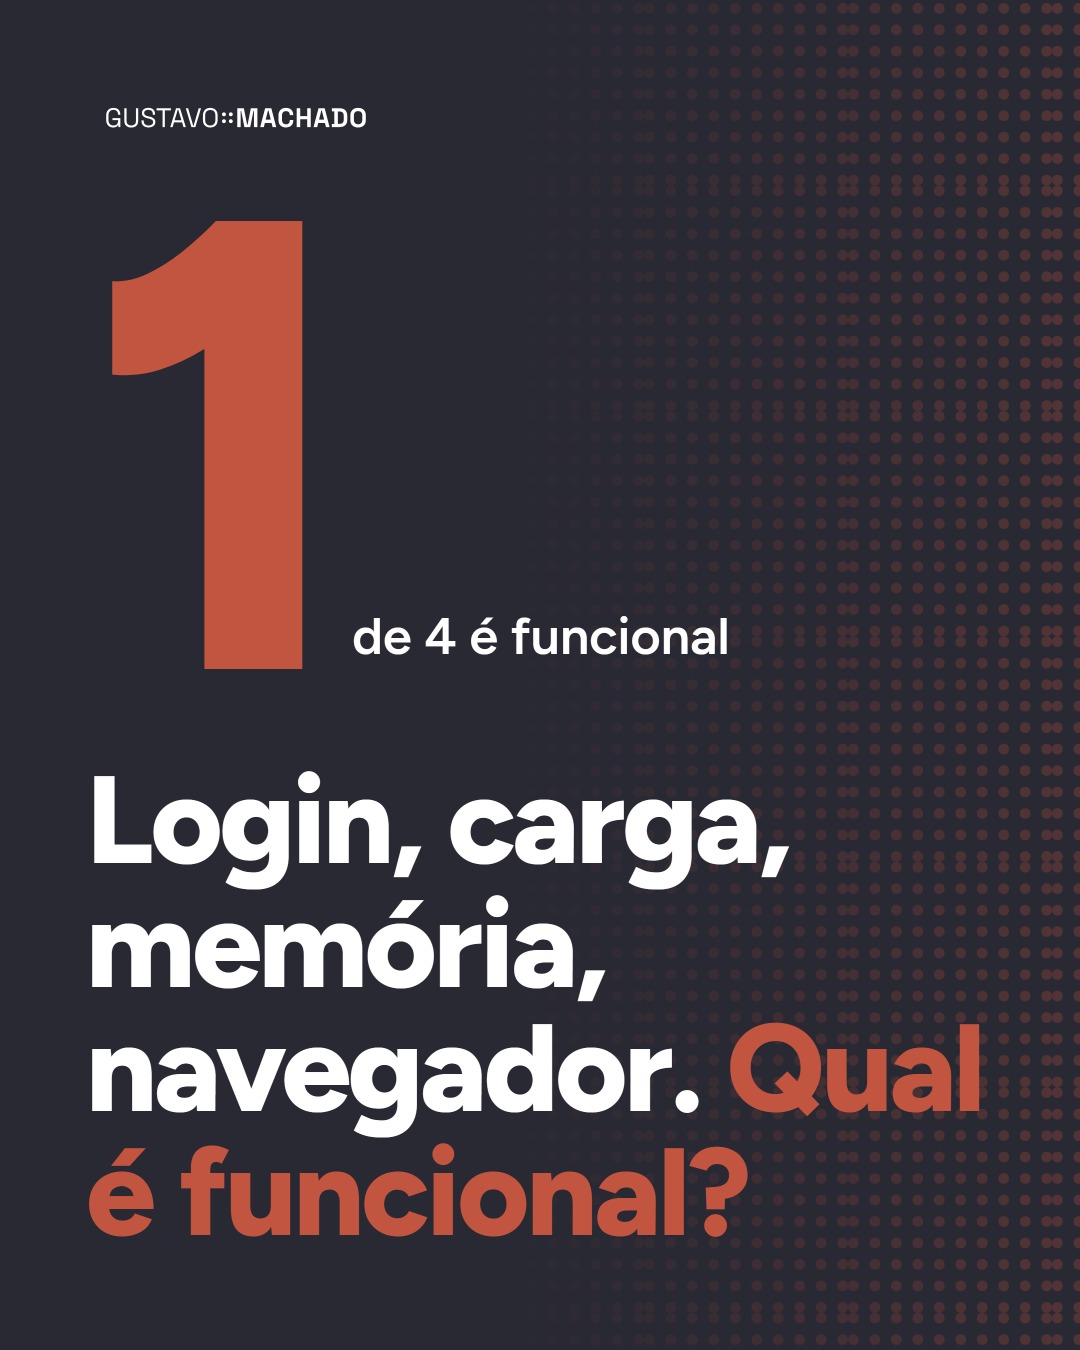 GUSTAVO::MACHADO
1
de 4 é funcional
Login, carga,
memória,
navegador. Qual
é funcional?